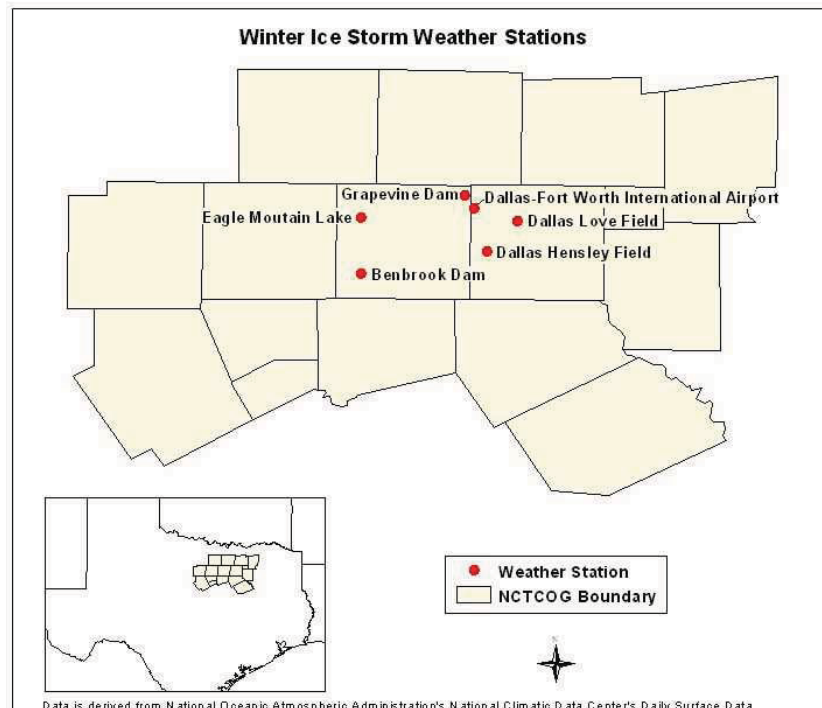 Winter Ice Storm Weather Stations
Grapevine Dam
Dallas-Fort Worth International Airport
Eagle Moutain Lake
Dallas Love Field
Dallas Hensley Field
Benbrook Dam
Weather Station
NCTCOG Boundary
Data is derived from National Oceanic Atmospheric Administration's National Climatic Data Center's Daily Surface Data